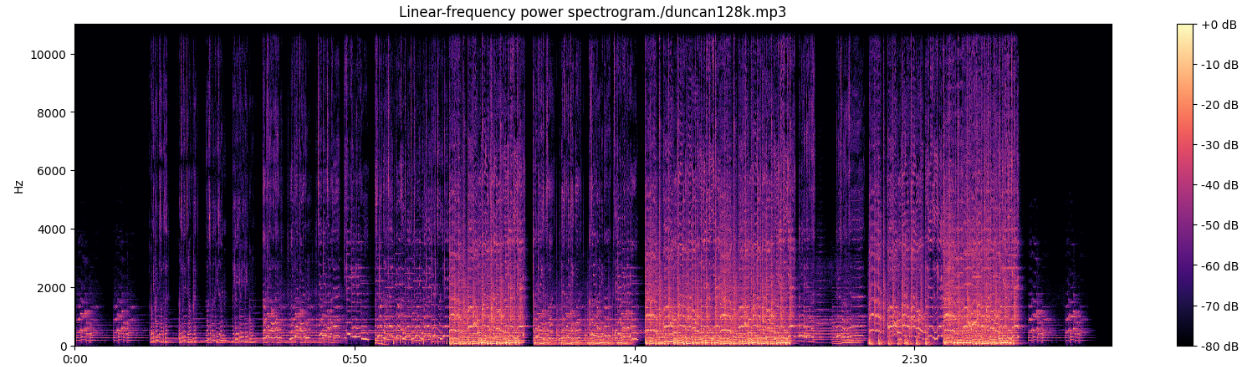 Linear-frequency power spectrogram./duncan128k.mp3
10000
8000
6000
4000
2000
0
Hz
0:00
0:50
1:40
2:30
+0 dB
-10 dB
-20 dB
-30 dB
-40 dB
-50 dB
-60 dB
-70 dB
-80 dB